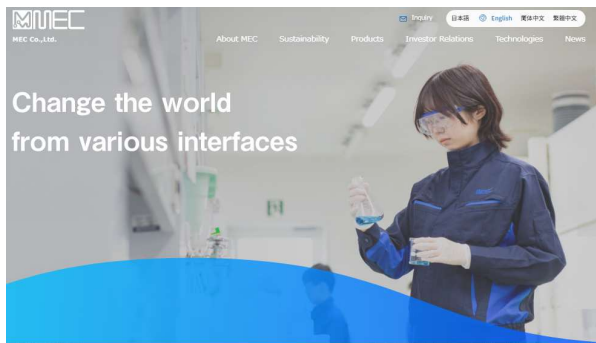 MEC
MEC Co.,Ltd.
Inquiry
日本語 English 简体中文 繁體中文
About MEC Sustainability Products Investor Relations Technologies News
Change the world
from various interfaces